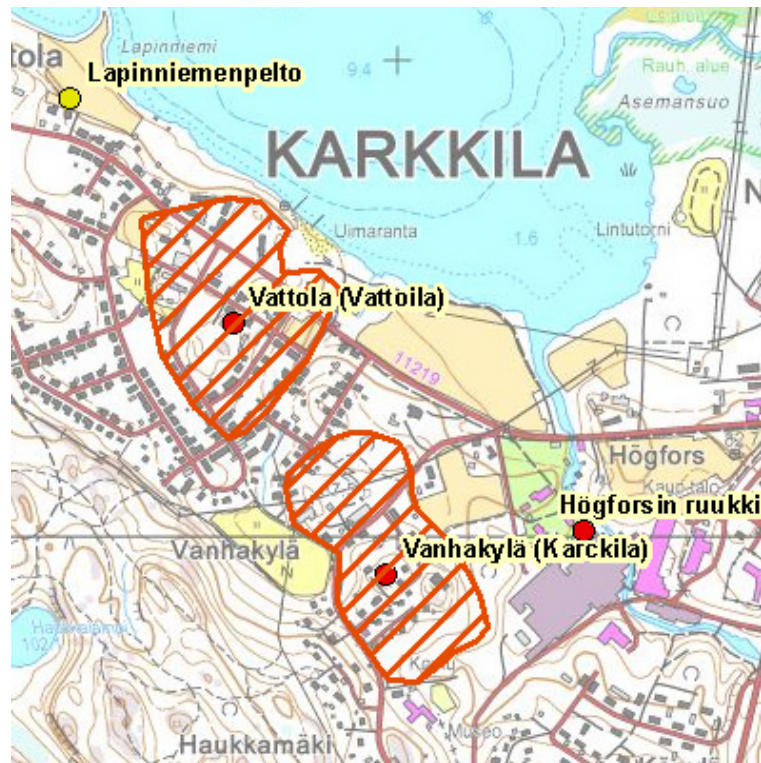 Lapinniemi
tola
Lapinniemenpelto
9.4
Rauh. alue
Asemansuo
KARKKILA
N
Uimaranta
1.6
Lintutorni
Vattola (Vattoila)
11219
Högfors
Kaup.talo
Högforsin ruukki
Vanhakylä
Vanhakylä (Karckila)
N
Museo
Haukkamäki